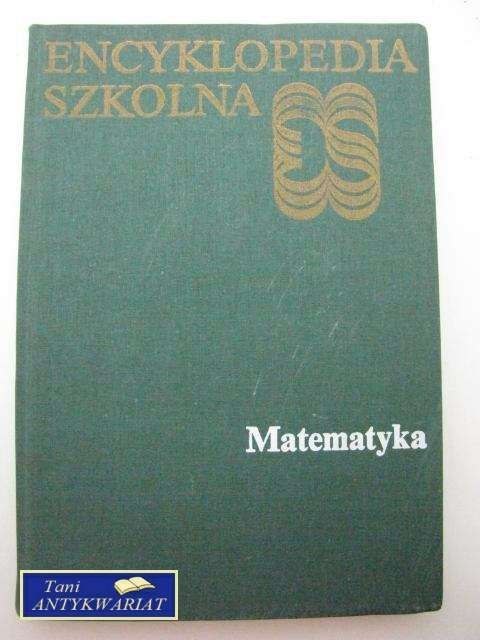 ENCYKLOPEDIA
SZKOLNA
Matematyka
Tani
ANTYKWARIAT